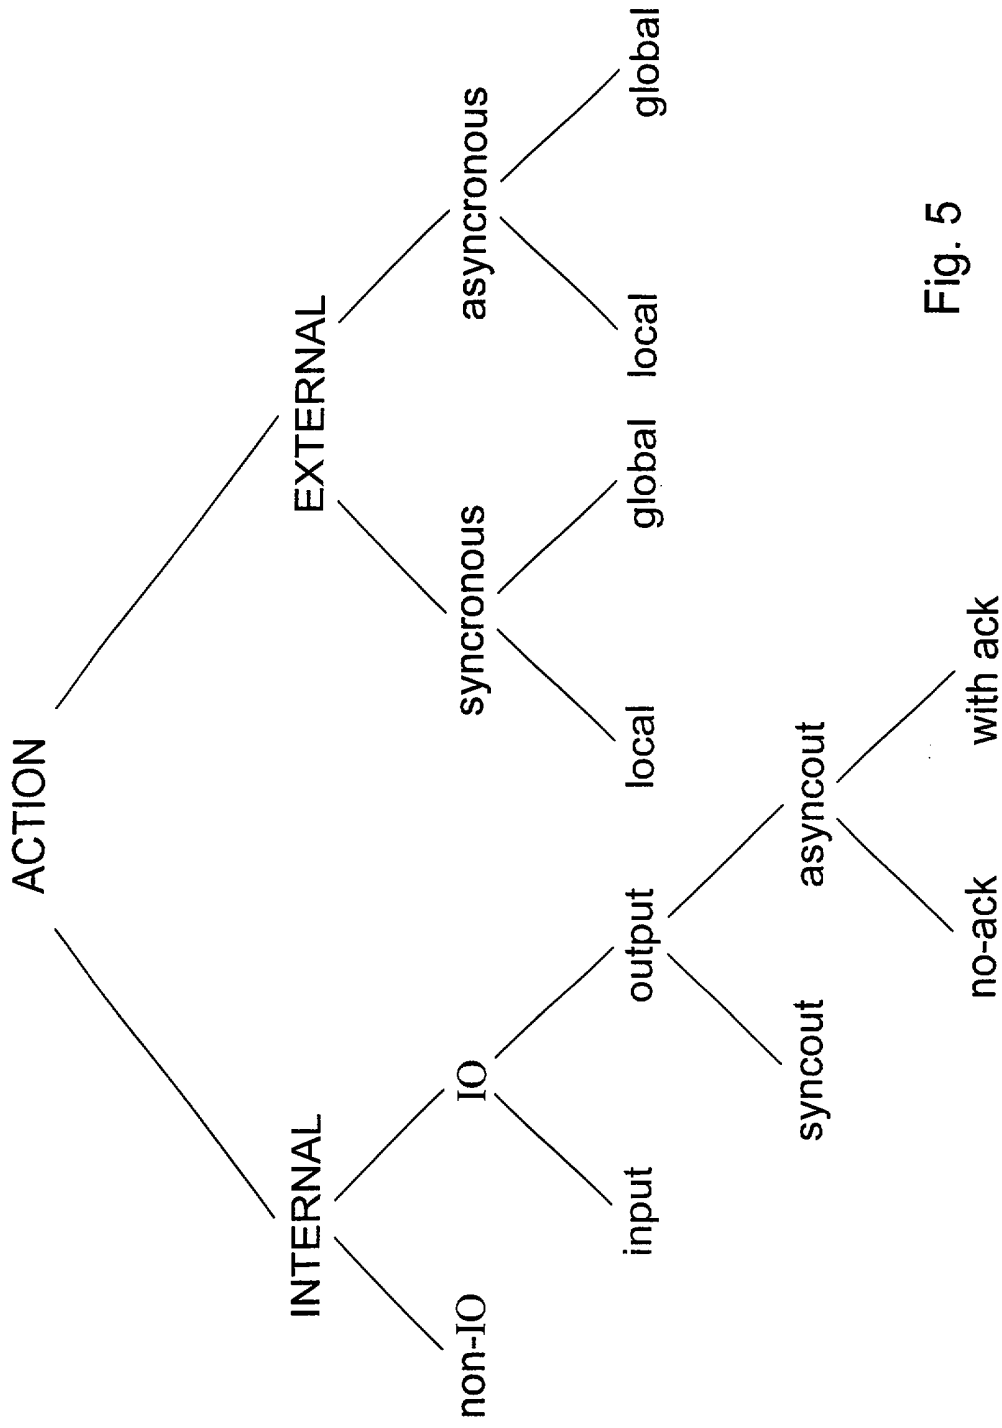 ACTION
INTERNAL
EXTERNAL
non-IO
IO
syncronous
asyncronous
input
output
local
global
local
global
syncout
asyncout
no-ack
with ack
Fig. 5